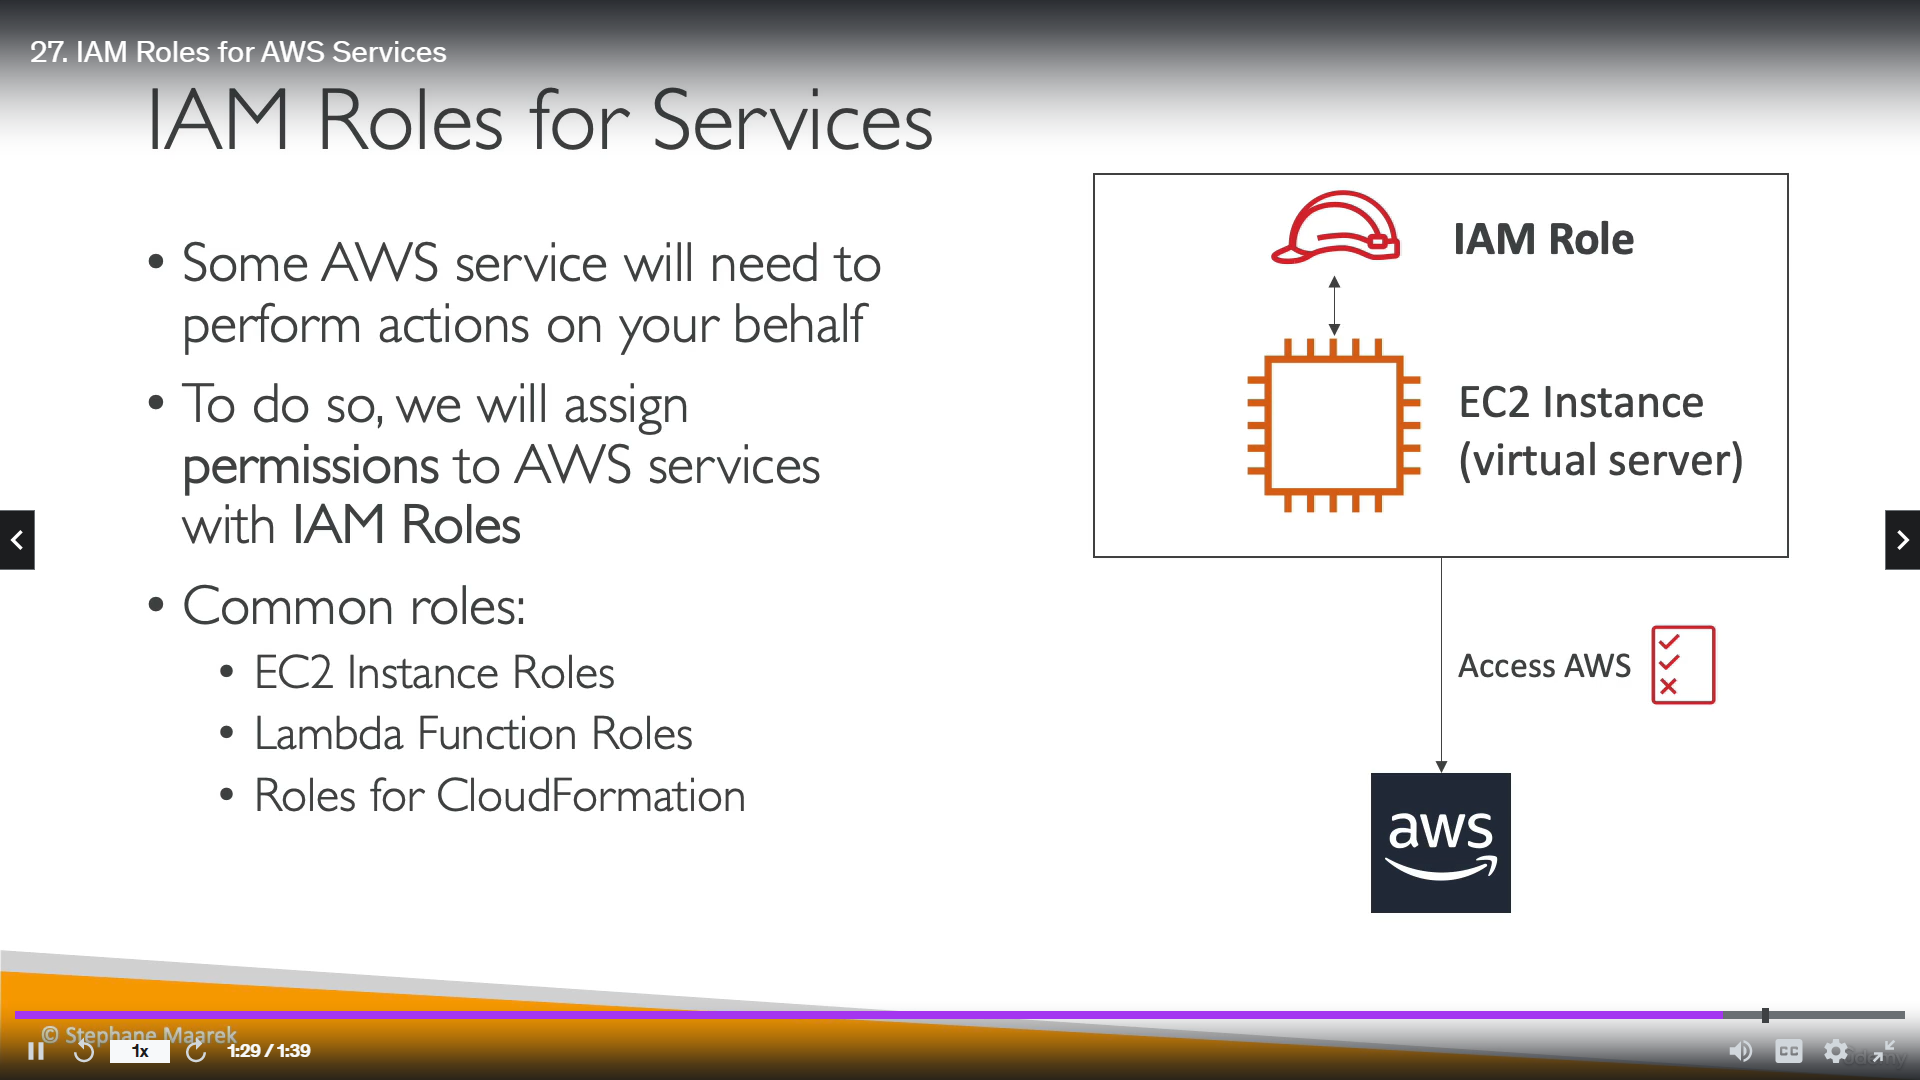 27. IAM Roles for AWS Services
IAM Roles for Services
• Some AWS service will need to
perform actions on your behalf
• To do so, we will assign
permissions to AWS services
with IAM Roles
• Common roles:
• EC2 Instance Roles
• Lambda Function Roles
• Roles for CloudFormation
IAM Role
EC2 Instance
(virtual server)
Access AWS
aws
© Stephane Maarek
1x
1:29 / 1:39
CC